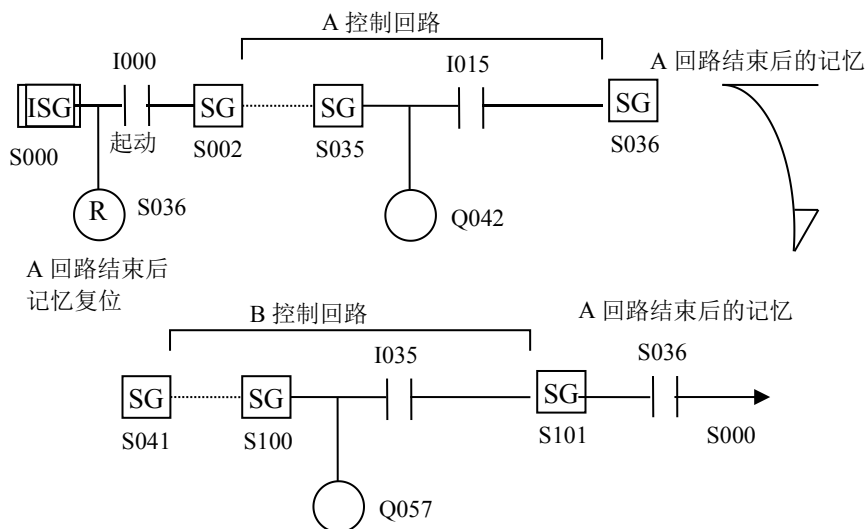 A 控制回路
A 回路结束后的记忆
I000
I015
ISG
SG
SG
SG
S000
起动
S002
S035
S036
R
S036
Q042
A 回路结束后
记忆复位
B 控制回路
A 回路结束后的记忆
I035
S036
SG
SG
SG
S041
S100
S101
S000
Q057